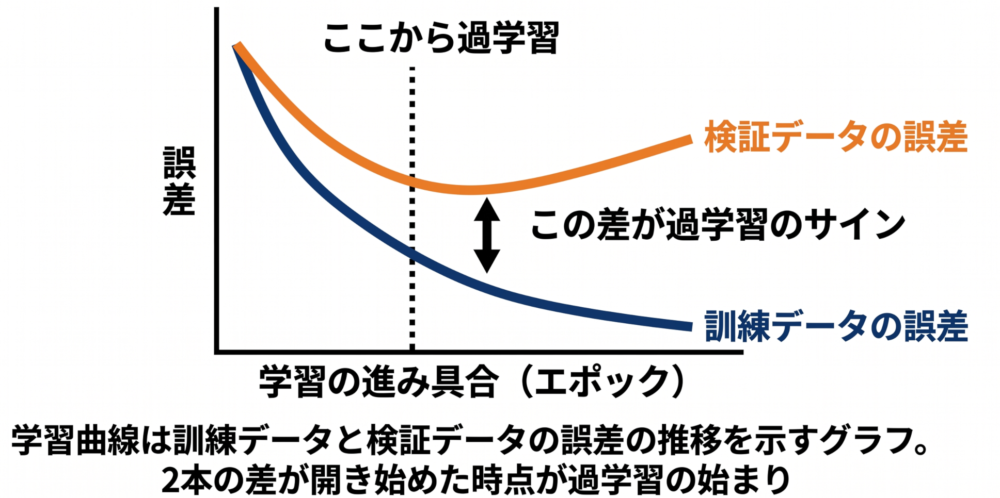 ここから過学習
検証データの誤差
誤差
この差が過学習のサイン
訓練データの誤差
学習の進み具合（エポック）
学習曲線は訓練データと検証データの誤差の推移を示すグラフ。
2本の差が開き始めた時点が過学習の始まり